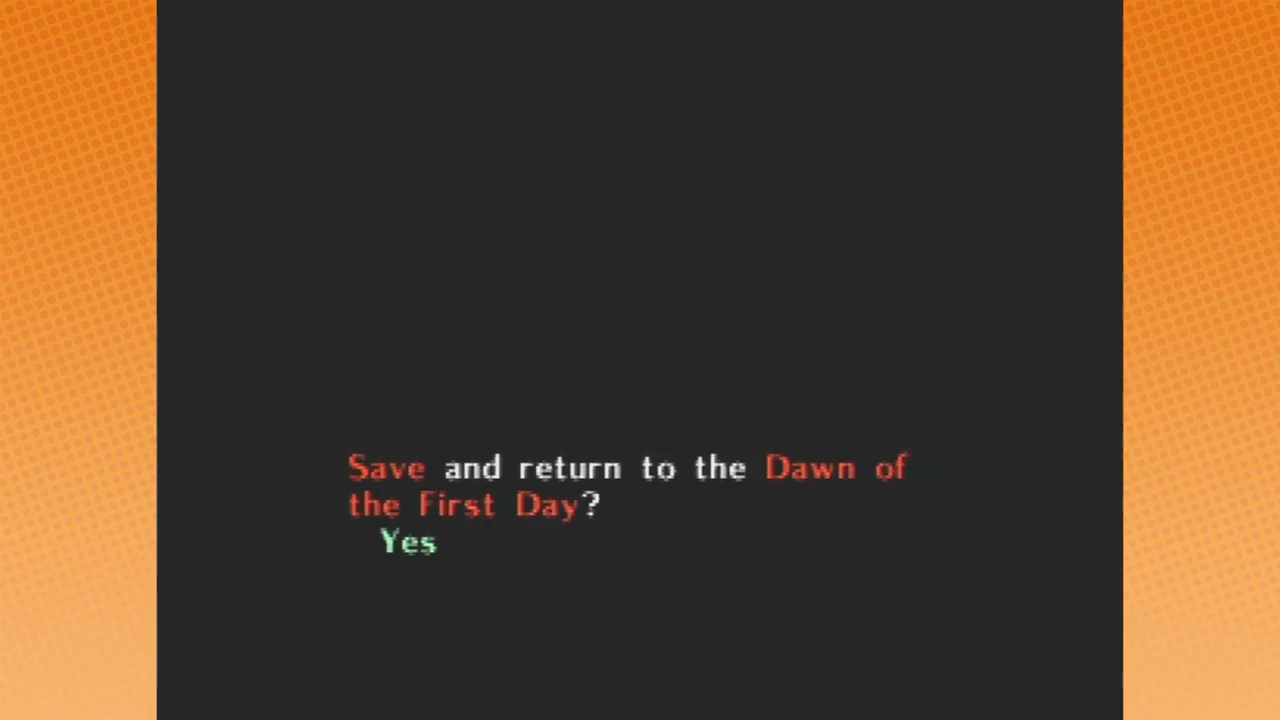 Save and return to the Dawn of
the First Day?
Yes